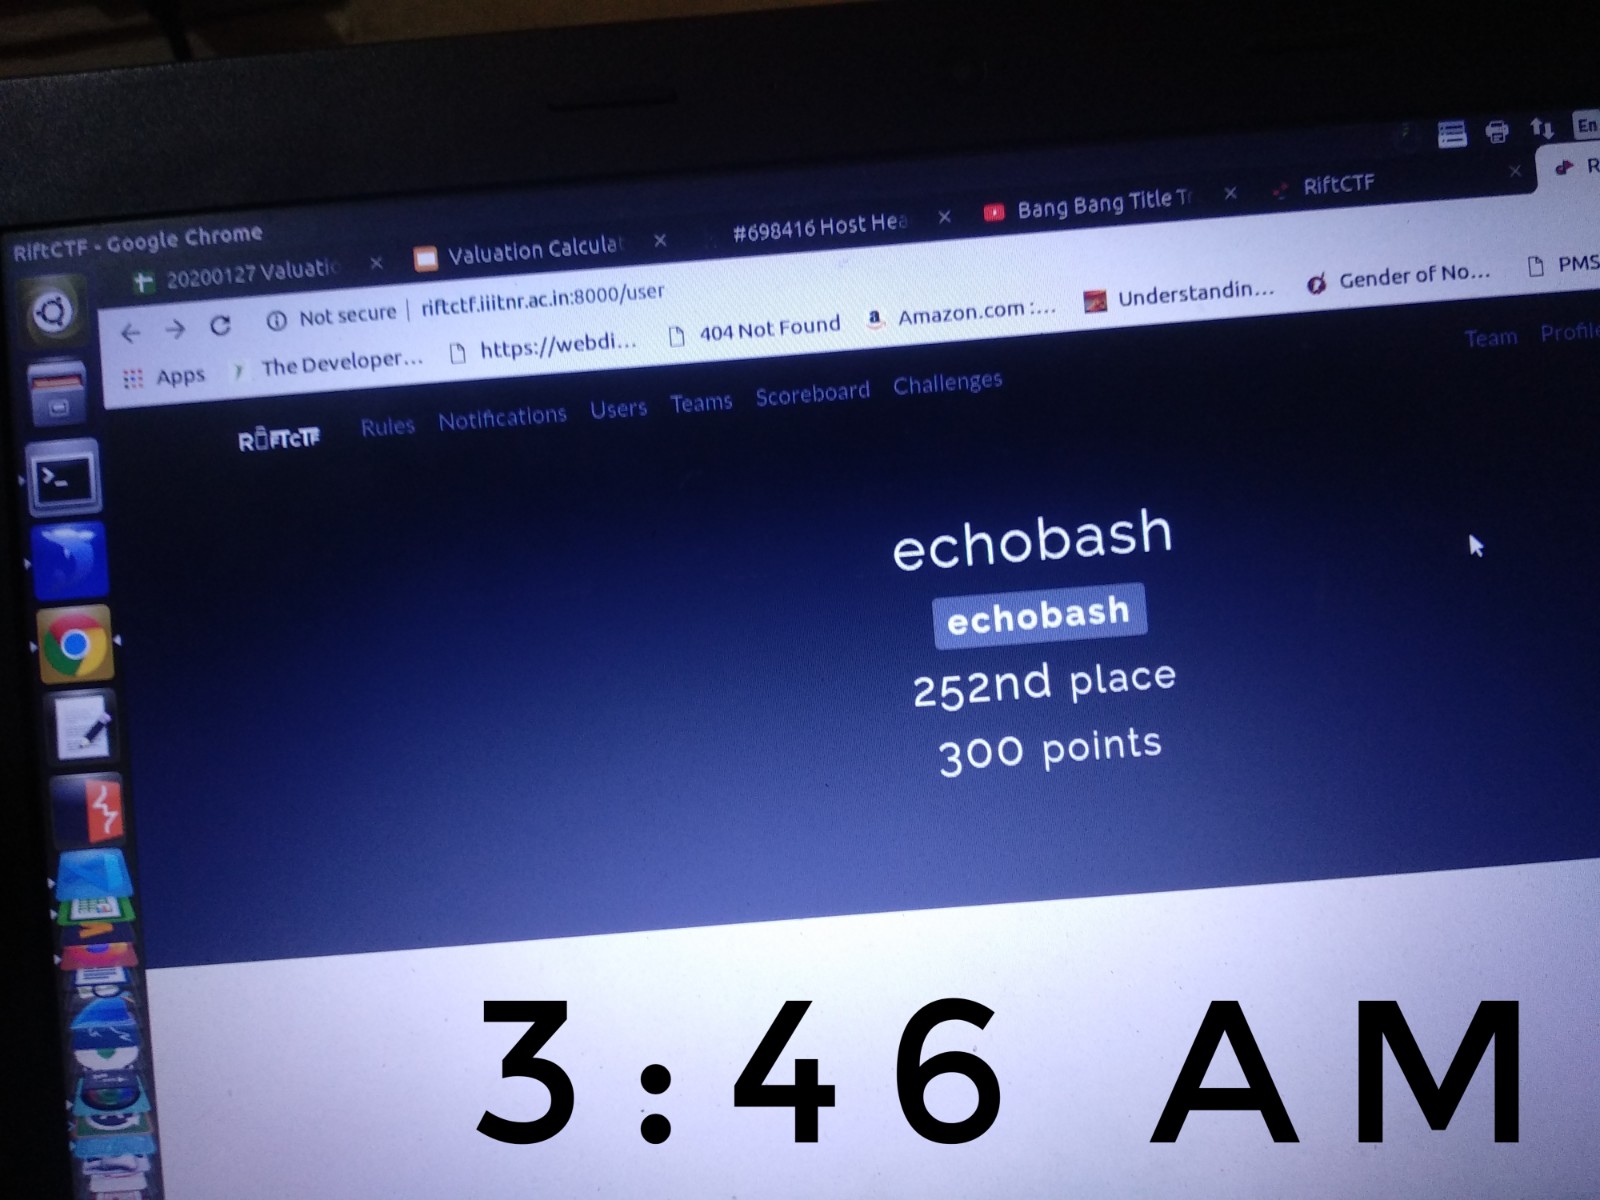 En
RiftCTF - Google Chrome
20200127 Valuatio
Valuation Calculat
#698416 Host Hea
Bang Bang Title Tr
RiftCTF
R
Not secure | riftctf.iiitnr.ac.in:8000/user
Apps
The Developer...
https://webdi...
404 Not Found
Amazon.com :...
Understandin...
Gender of No...
PMS
Rules Notifications Users Teams Scoreboard Challenges
Team Profile
echobash
echobash
252nd place
300 points
3:46 AM